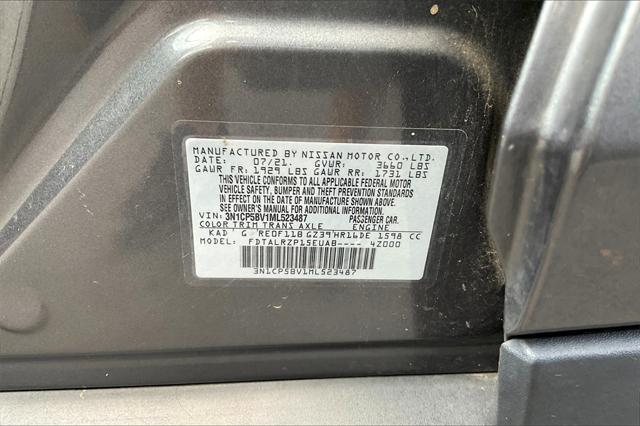 MANUFACTURED BY NISSAN MOTOR CO.,LTD.
DATE: 07/21. GVWR: 3660 LBS
GAWR FR: 1929 LBS GAWR RR: 1731 LBS
THIS VEHICLE CONFORMS TO ALL APPLICABLE FEDERAL MOTOR
VEHICLE SAFETY, BUMPER AND THEFT PREVENTION STANDARDS
IN EFFECT ON THE DATE OF MANUFACTURE SHOWN ABOVE.
SEE OWNER'S MANUAL FOR ADDITIONAL INFORMATION
VIN: 3N1CP5BV1ML523487 PASSENGER CAR
COLOR TRIM TRANS AXLE ENGINE
KAD G RE0F11B GZ39 HR16DE 1598 CC
MODEL: FDTALRZP15EUAB---- 4Z000
3N1CP5BV1ML523487